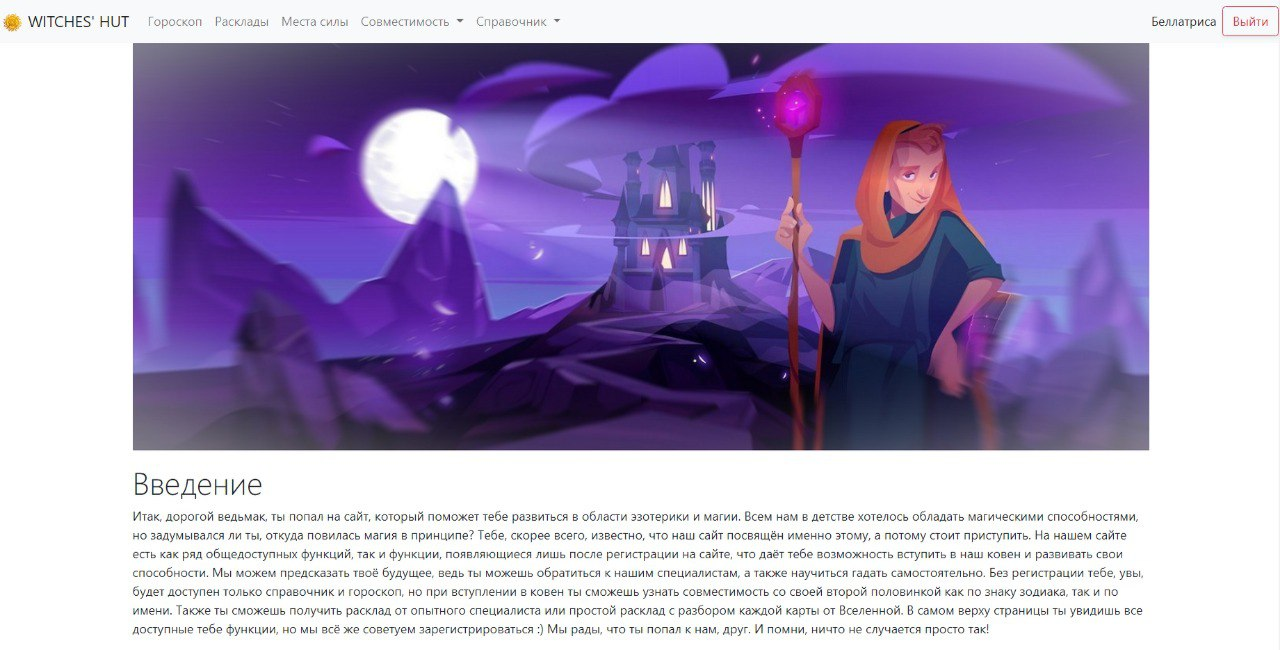 WITCHES' HUT Гороскоп Расклады Места силы Совместимость Справочник Беллатриса Выйти
Введение
Итак, дорогой ведьмак, ты попал на сайт, который поможет тебе развиться в области эзотерики и магии. Всем нам в детстве хотелось обладать магическими способностями,
но задумывался ли ты, откуда повилась магия в принципе? Тебе, скорее всего, известно, что наш сайт посвящён именно этому, а потому стоит приступить. На нашем сайте
есть как ряд общедоступных функций, так и функции, появляющиеся лишь после регистрации на сайте, что даёт тебе возможность вступить в наш ковен и развивать свои
способности. Мы можем предсказать твоё будущее, ведь ты можешь обратиться к нашим специалистам, а также научиться гадать самостоятельно. Без регистрации тебе, увы,
будет доступен только справочник и гороскоп, но при вступлении в ковен ты сможешь узнать совместимость со своей второй половинкой как по знаку зодиака, так и по
имени. Также ты сможешь получить расклад от опытного специалиста или простой расклад с разбором каждой карты от Вселенной. В самом верху страницы ты увидишь все
доступные тебе функции, но мы всё же советуем зарегистрироваться :) Мы рады, что ты попал к нам, друг. И помни, ничто не случается просто так!